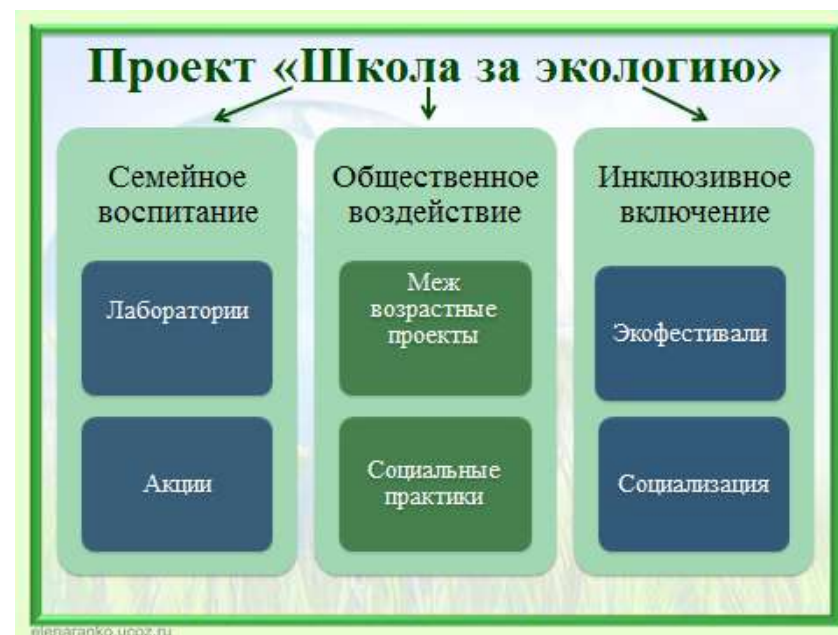 Проект «Школа за экологию»
Семейное
воспитание
Лаборатории
Акции
Общественное
воздействие
Меж
возрастные
проекты
Социальные
практики
Инклюзивное
включение
Экофестивали
Социализация
elenaranko.ucoz.ru